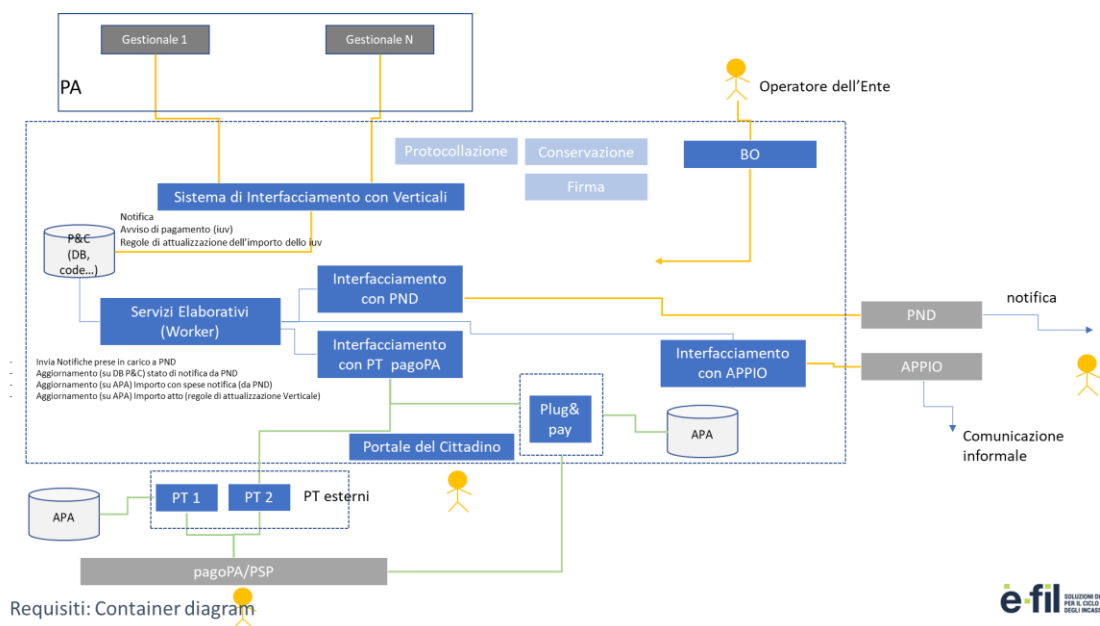 Gestionale 1
Gestionale N
PA
Operatore dell'Ente
Protocollazione
Conservazione
BO
Firma
Sistema di Interfacciamento con Verticali
Notifica
Avviso di pagamento (iuv)
Regole di attualizzazione dell'importo dello iuv
P&C
(DB,
code...)
Interfacciamento
con PND
Servizi Elaborativi
(Worker)
PND
notifica
Interfacciamento
con PT pagoPA
Interfacciamento
con APPIO
APPIO
- Invia Notifiche prese in carico a PND
- Aggiornamento (su DB P&C) stato di notifica da PND
- Aggiornamento (su APA) Importo con spese notifica (da PND)
- Aggiornamento (su APA) Importo atto (regole di attualizzazione Verticale)
Plug&
pay
APA
Portale del Cittadino
Comunicazione
informale
PT 1
PT 2
PT esterni
APA
pagoPA/PSP
Requisiti: Container diagram
è-fil
PER IL CICLO
DEGLI INCASS